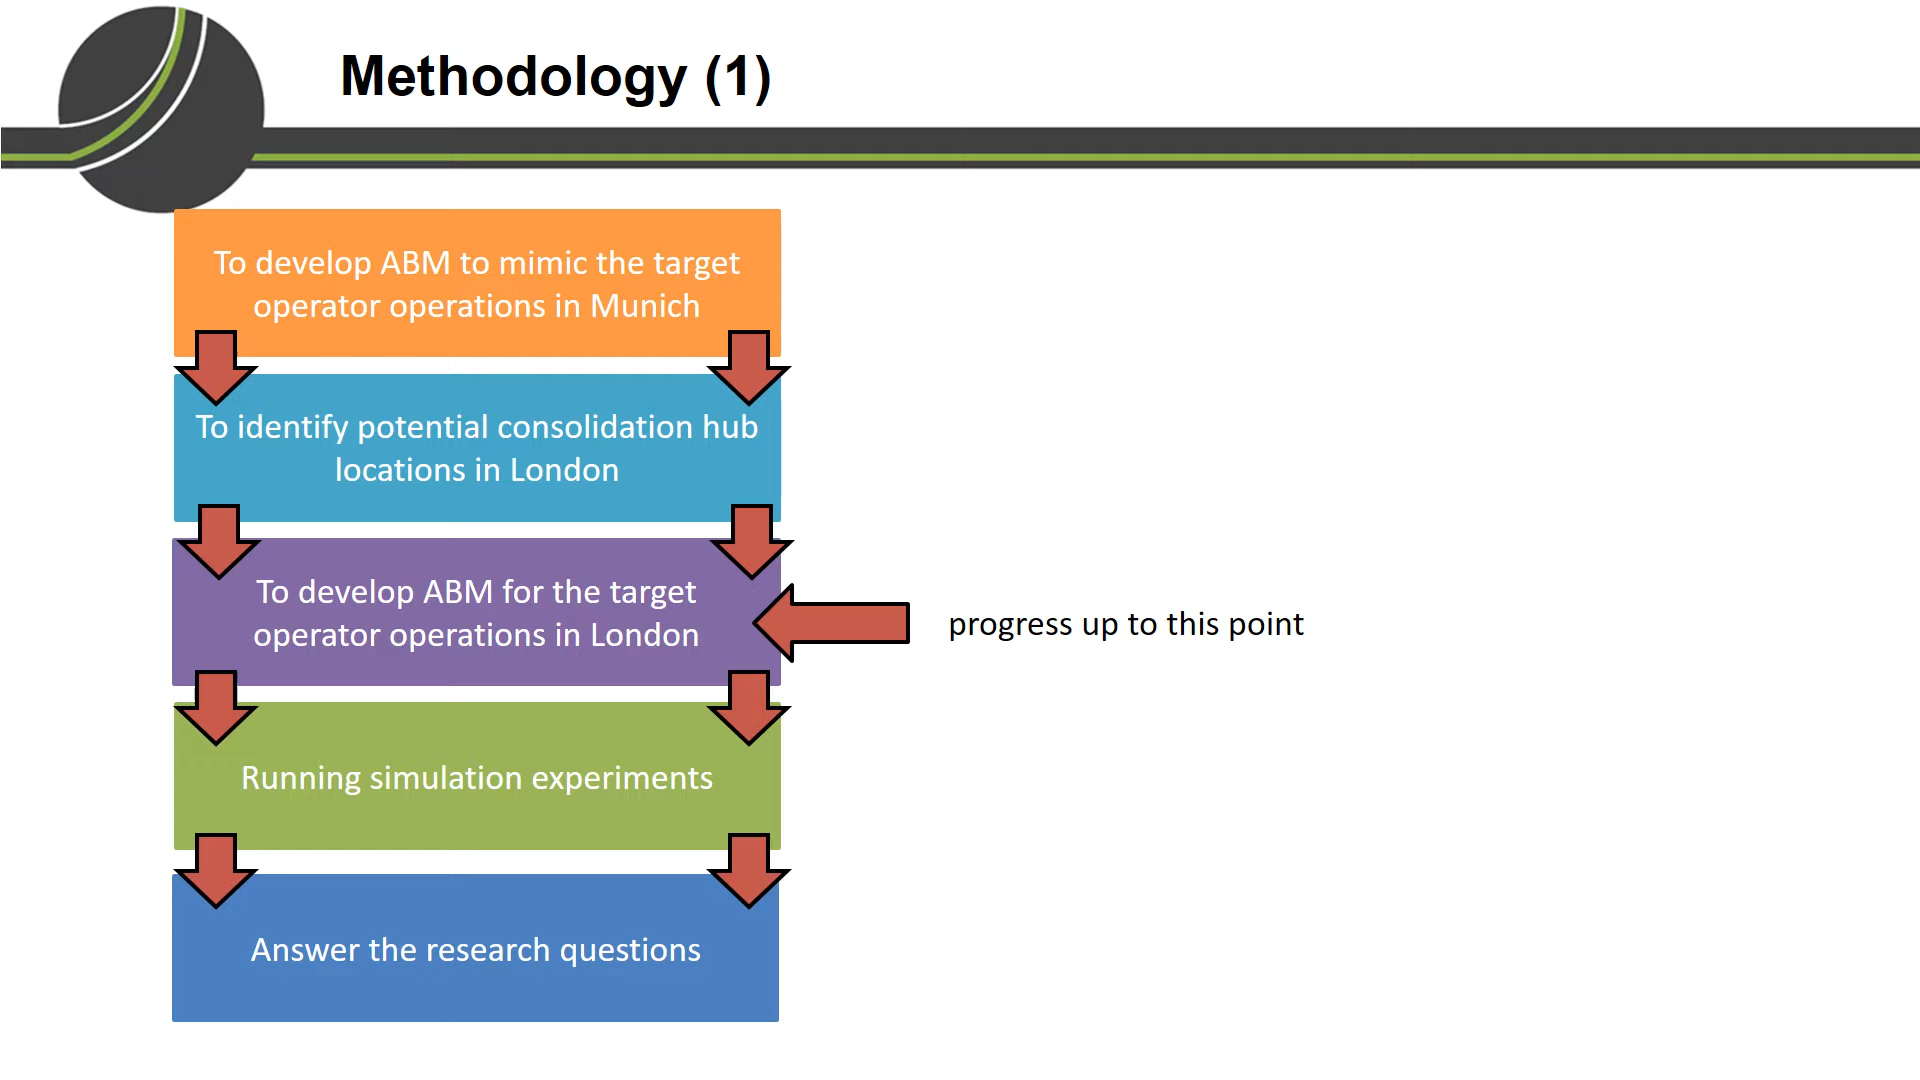 Methodology (1)
To develop ABM to mimic the target
operator operations in Munich
To identify potential consolidation hub
locations in London
To develop ABM for the target
operator operations in London
progress up to this point
Running simulation experiments
Answer the research questions